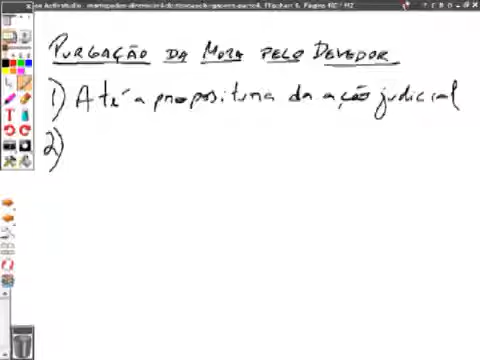 PURGAÇÃO DA MORA PELO DEVEDOR
1) Até a propositura da ação judicial
2)